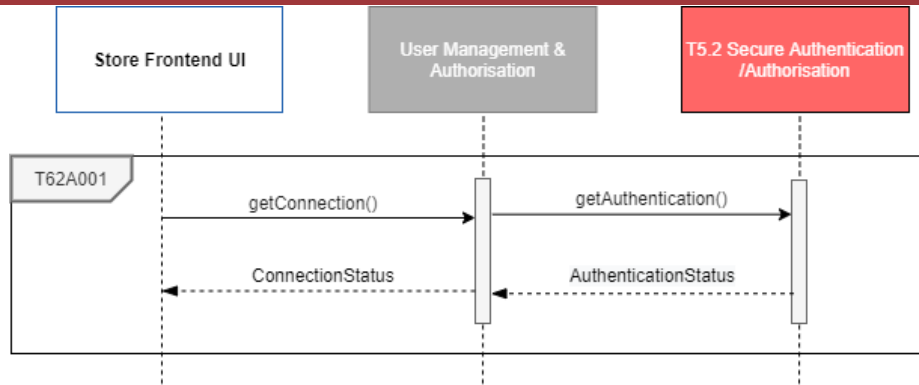 Store Frontend UI
User Management &
Authorisation
T5.2 Secure Authentication
/Authorisation
T62A001
getConnection()
getAuthentication()
ConnectionStatus
AuthenticationStatus